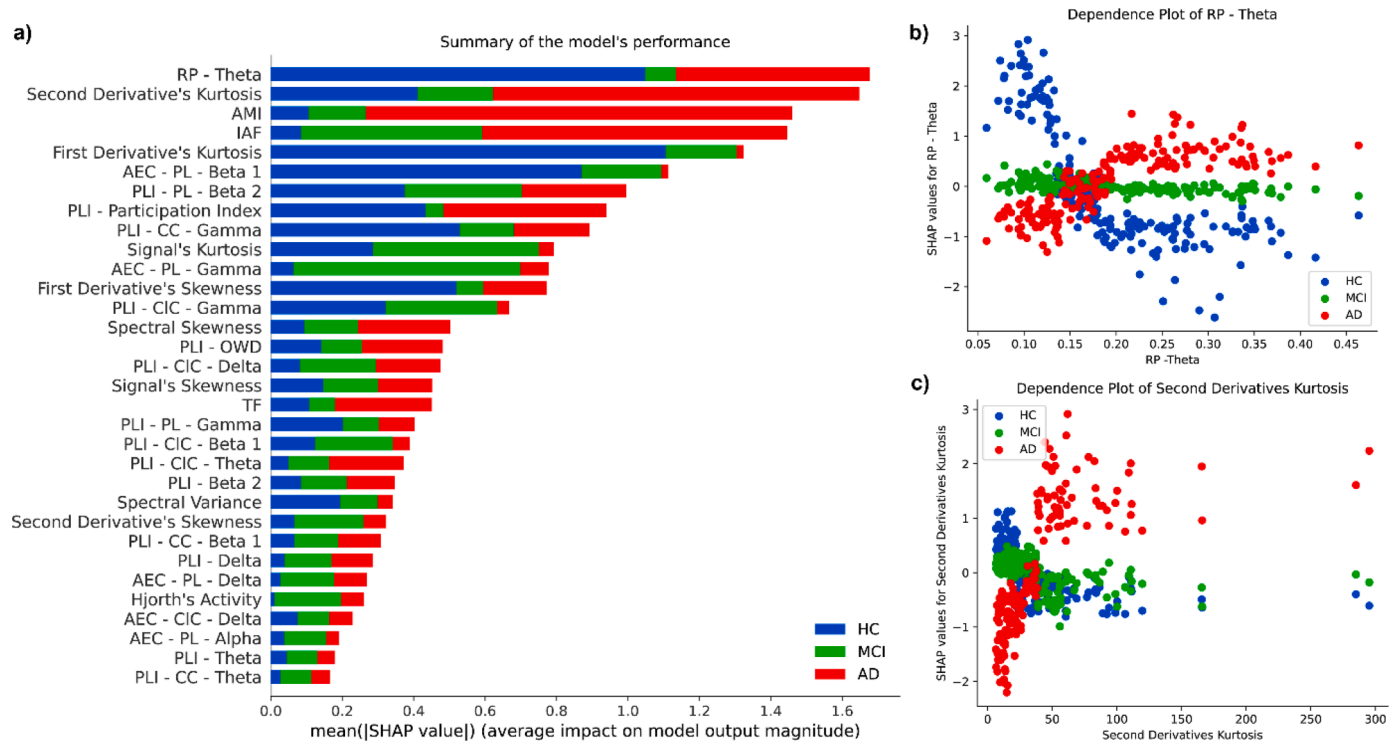 a)
Summary of the model's performance
RP - Theta
Second Derivative's Kurtosis
AMI
IAF
First Derivative's Kurtosis
AEC - PL - Beta 1
PLI - PL - Beta 2
PLI - Participation Index
PLI - CC - Gamma
Signal's Kurtosis
AEC - PL - Gamma
First Derivative's Skewness
PLI - ClC - Gamma
Spectral Skewness
PLI - OWD
PLI - ClC - Delta
Signal's Skewness
TF
PLI - PL - Gamma
PLI - ClC - Beta 1
PLI - ClC - Theta
PLI - Beta 2
Spectral Variance
Second Derivative's Skewness
PLI - CC - Beta 1
PLI - Delta
AEC - PL - Delta
Hjorth's Activity
AEC - ClC - Delta
AEC - PL - Alpha
PLI - Theta
PLI - CC - Theta
HC
MCI
AD
0.0 0.2 0.4 0.6 0.8 1.0 1.2 1.4 1.6
mean(|SHAP value|) (average impact on model output magnitude)
b)
Dependence Plot of RP - Theta
SHAP values for RP - Theta
3
2
1
0
−1
−2
HC
MCI
AD
0.05 0.10 0.15 0.20 0.25 0.30 0.35 0.40 0.45
RP -Theta
c)
Dependence Plot of Second Derivatives Kurtosis
SHAP values for Second Derivatives Kurtosis
3
2
1
0
−1
−2
HC
MCI
AD
0 50 100 150 200 250 300
Second Derivatives Kurtosis